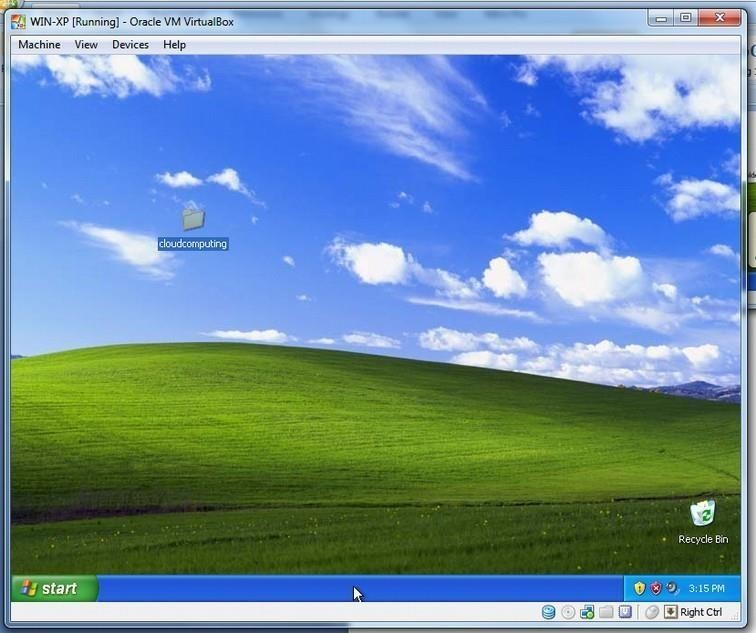 WIN-XP [Running] - Oracle VM VirtualBox
Machine View Devices Help
cloudcomputing
Recycle Bin
start 3:15 PM
Right Ctrl